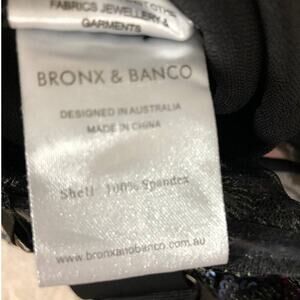 FABRICS JEWELLERY &
GARMENTS
BRONX & BANCO
DESIGNED IN AUSTRALIA
MADE IN CHINA
Shell 100% Spandex
www.bronxandbanco.com.au